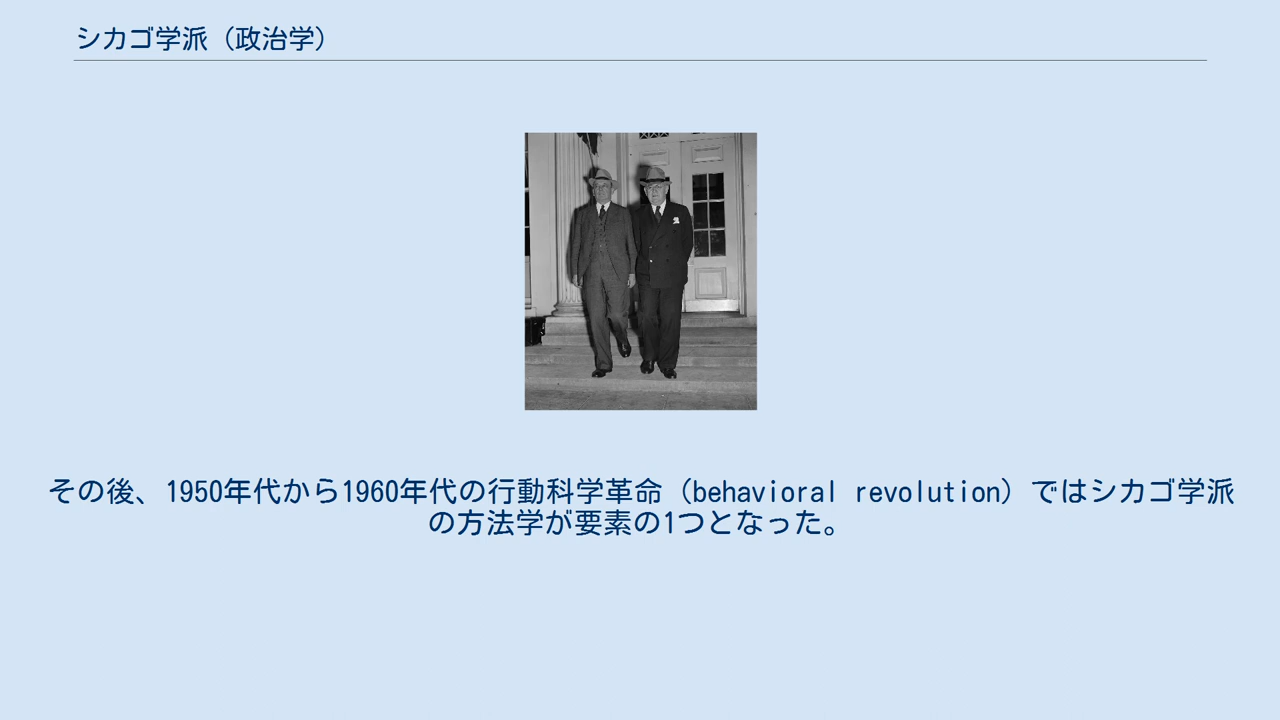 シカゴ学派（政治学）
その後、1950年代から1960年代の行動科学革命（behavioral revolution）ではシカゴ学派
の方法学が要素の1つとなった。